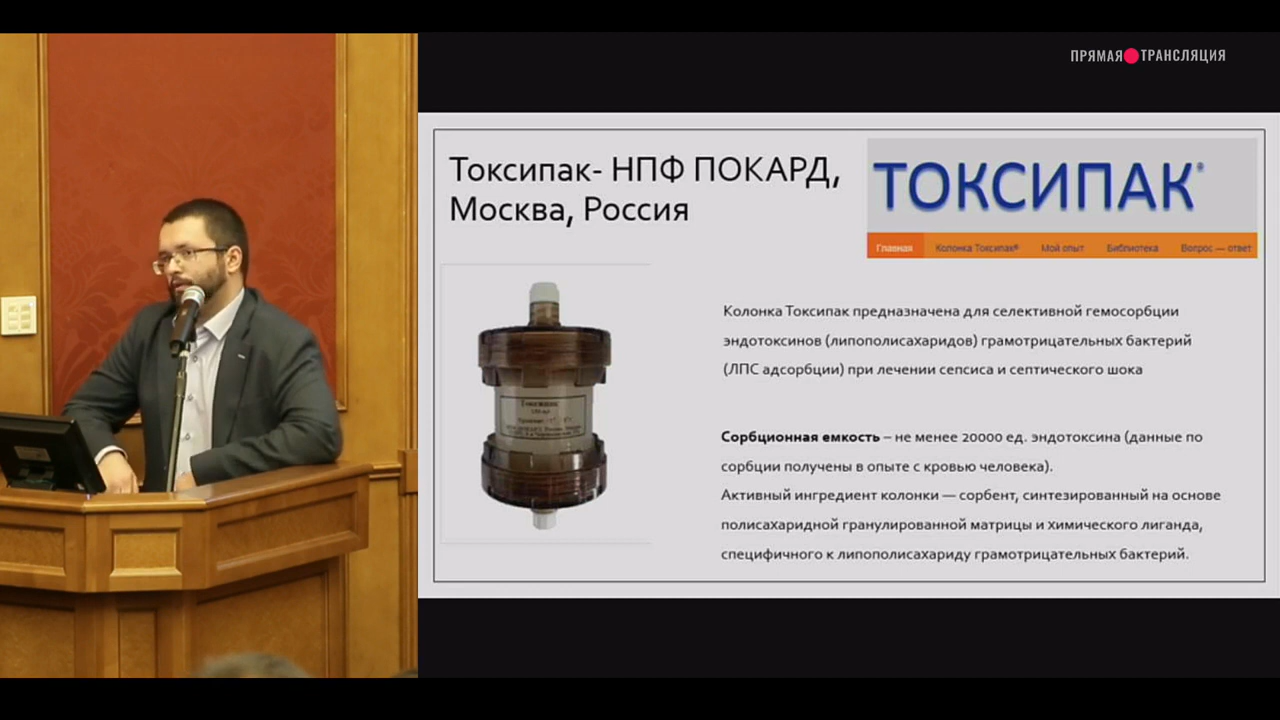 ПРЯМАЯ ТРАНСЛЯЦИЯ
Токсипак- НПФ ПОКАРД,
Москва, Россия
ТОКСИПАК®
Главная Колонка Токсипак® Мой опыт Библиотека Вопрос — ответ
Токсипак
Колонка Токсипак предназначена для селективной гемосорбции
эндотоксинов (липополисахаридов) грамотрицательных бактерий
(ЛПС адсорбции) при лечении сепсиса и септического шока
Сорбционная емкость – не менее 20000 ед. эндотоксина (данные по
сорбции получены в опыте с кровью человека).
Активный ингредиент колонки — сорбент, синтезированный на основе
полисахаридной гранулированной матрицы и химического лиганда,
специфичного к липополисахариду грамотрицательных бактерий.